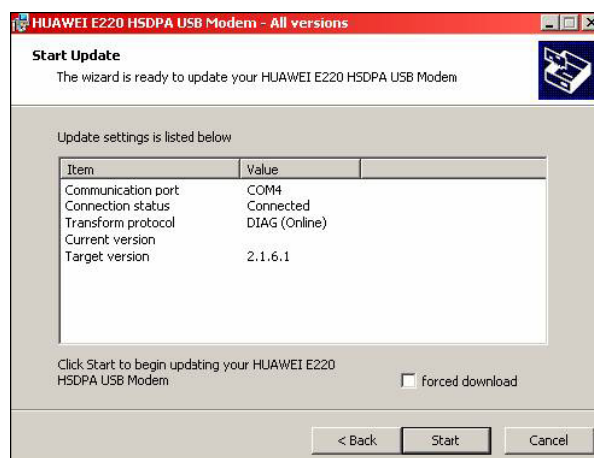 HUAWEI E220 HSDPA USB Modem - All versions
Start Update
The wizard is ready to update your HUAWEI E220 HSDPA USB Modem
Update settings is listed below
Item Value
Communication port COM4
Connection status Connected
Transform protocol DIAG (Online)
Current version
Target version 2.1.6.1
Click Start to begin updating your HUAWEI E220
HSDPA USB Modem
forced download
< Back Start Cancel